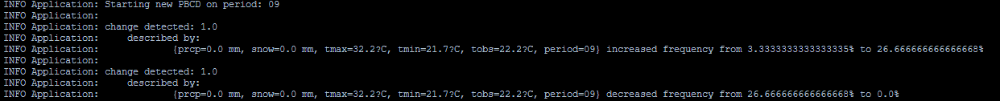 INFO Application: Starting new PBCD on period: 09
INFO Application:
INFO Application: change detected: 1.0
INFO Application:     described by:
INFO Application:             {prcp=0.0 mm, snow=0.0 mm, tmax=32.2?C, tmin=21.7?C, tobs=22.2?C, period=09} increased frequency from 3.3333333333333335% to 26.666666666666668%
INFO Application:
INFO Application: change detected: 1.0
INFO Application:     described by:
INFO Application:             {prcp=0.0 mm, snow=0.0 mm, tmax=32.2?C, tmin=21.7?C, tobs=22.2?C, period=09} decreased frequency from 26.666666666666668% to 0.0%